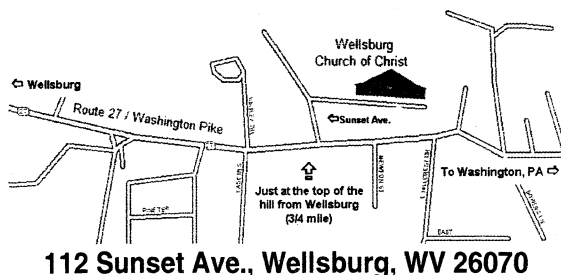 Wellsburg
Church of Christ
⇦ Wellsburg
Route 27 / Washington Pike
⇦Sunset Ave.
To Washington, PA ⇨
Just at the top of the
hill from Wellsburg
(3/4 mile)
EAST
112 Sunset Ave., Wellsburg, WV 26070